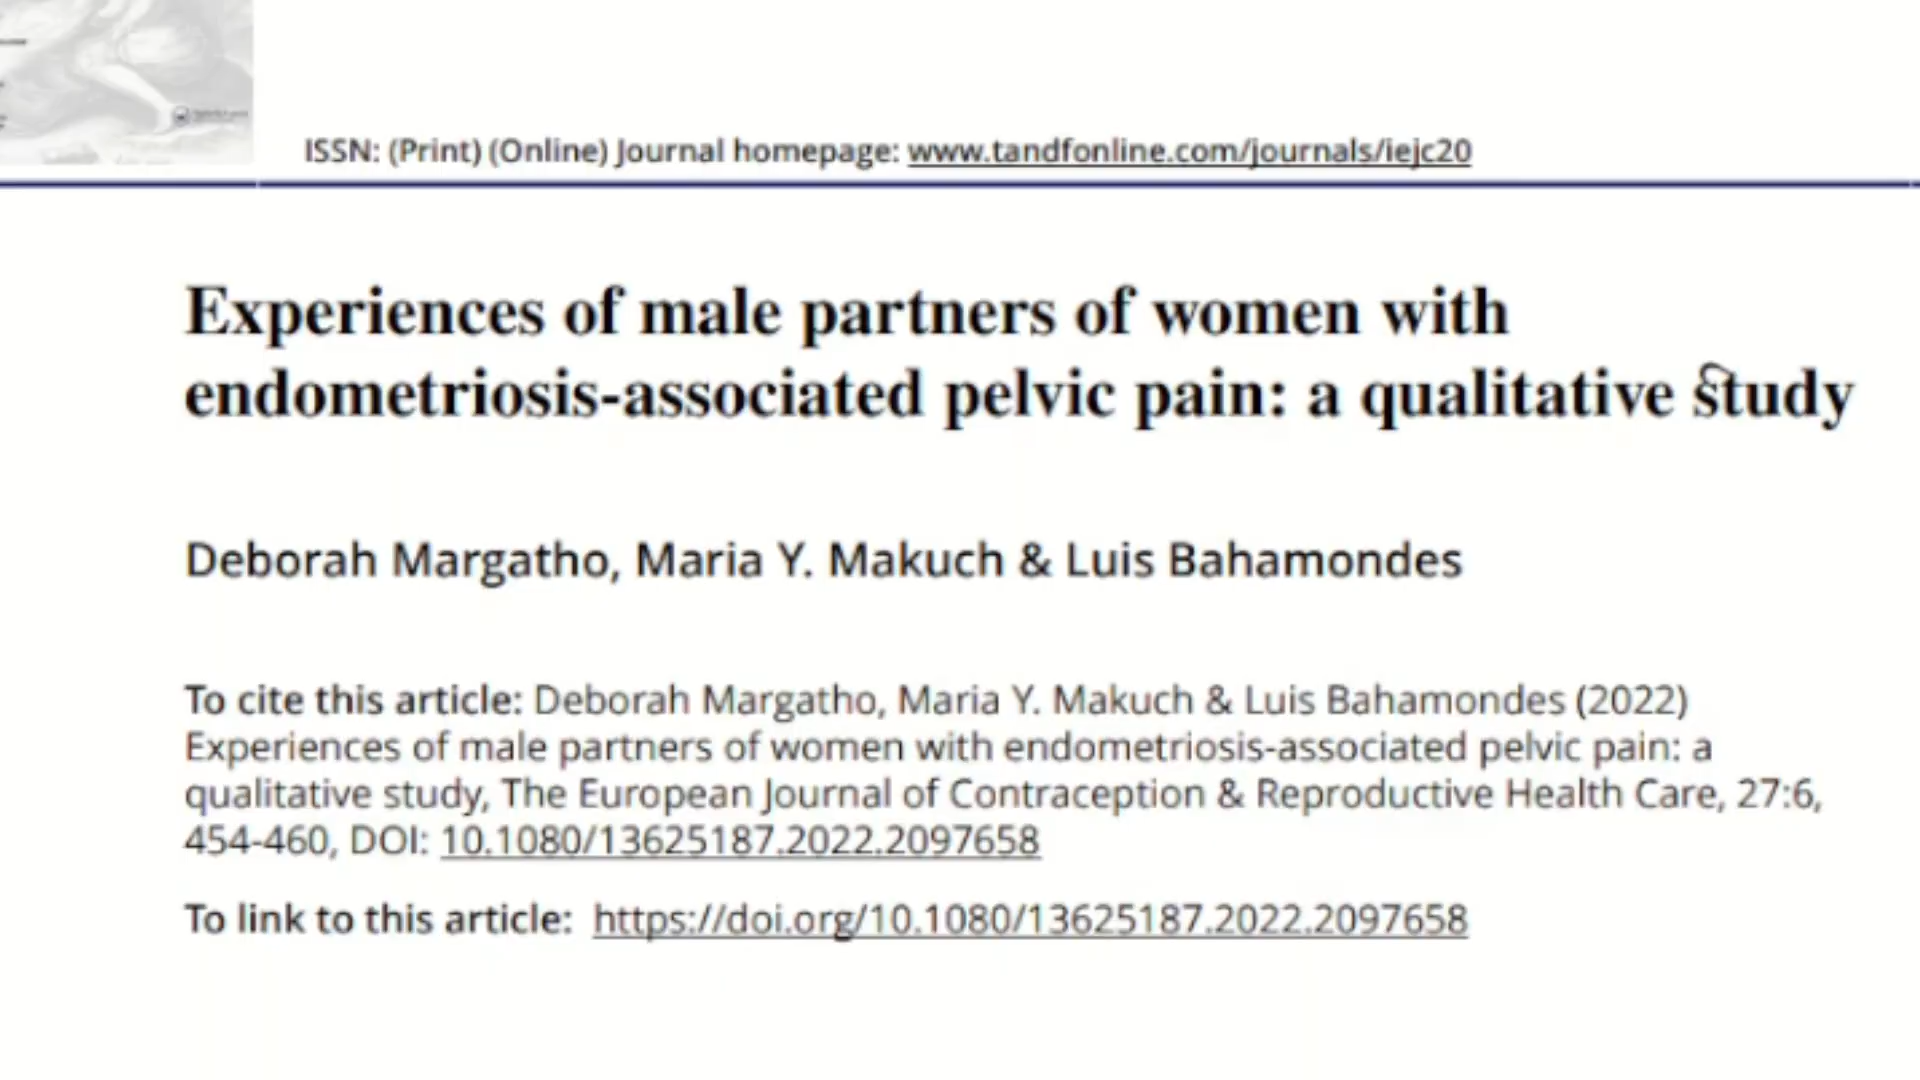 ISSN: (Print) (Online) Journal homepage: www.tandfonline.com/journals/iejc20
Experiences of male partners of women with
endometriosis-associated pelvic pain: a qualitative study
Deborah Margatho, Maria Y. Makuch & Luis Bahamondes
To cite this article: Deborah Margatho, Maria Y. Makuch & Luis Bahamondes (2022)
Experiences of male partners of women with endometriosis-associated pelvic pain: a
qualitative study, The European Journal of Contraception & Reproductive Health Care, 27:6,
454-460, DOI: 10.1080/13625187.2022.2097658
To link to this article: https://doi.org/10.1080/13625187.2022.2097658